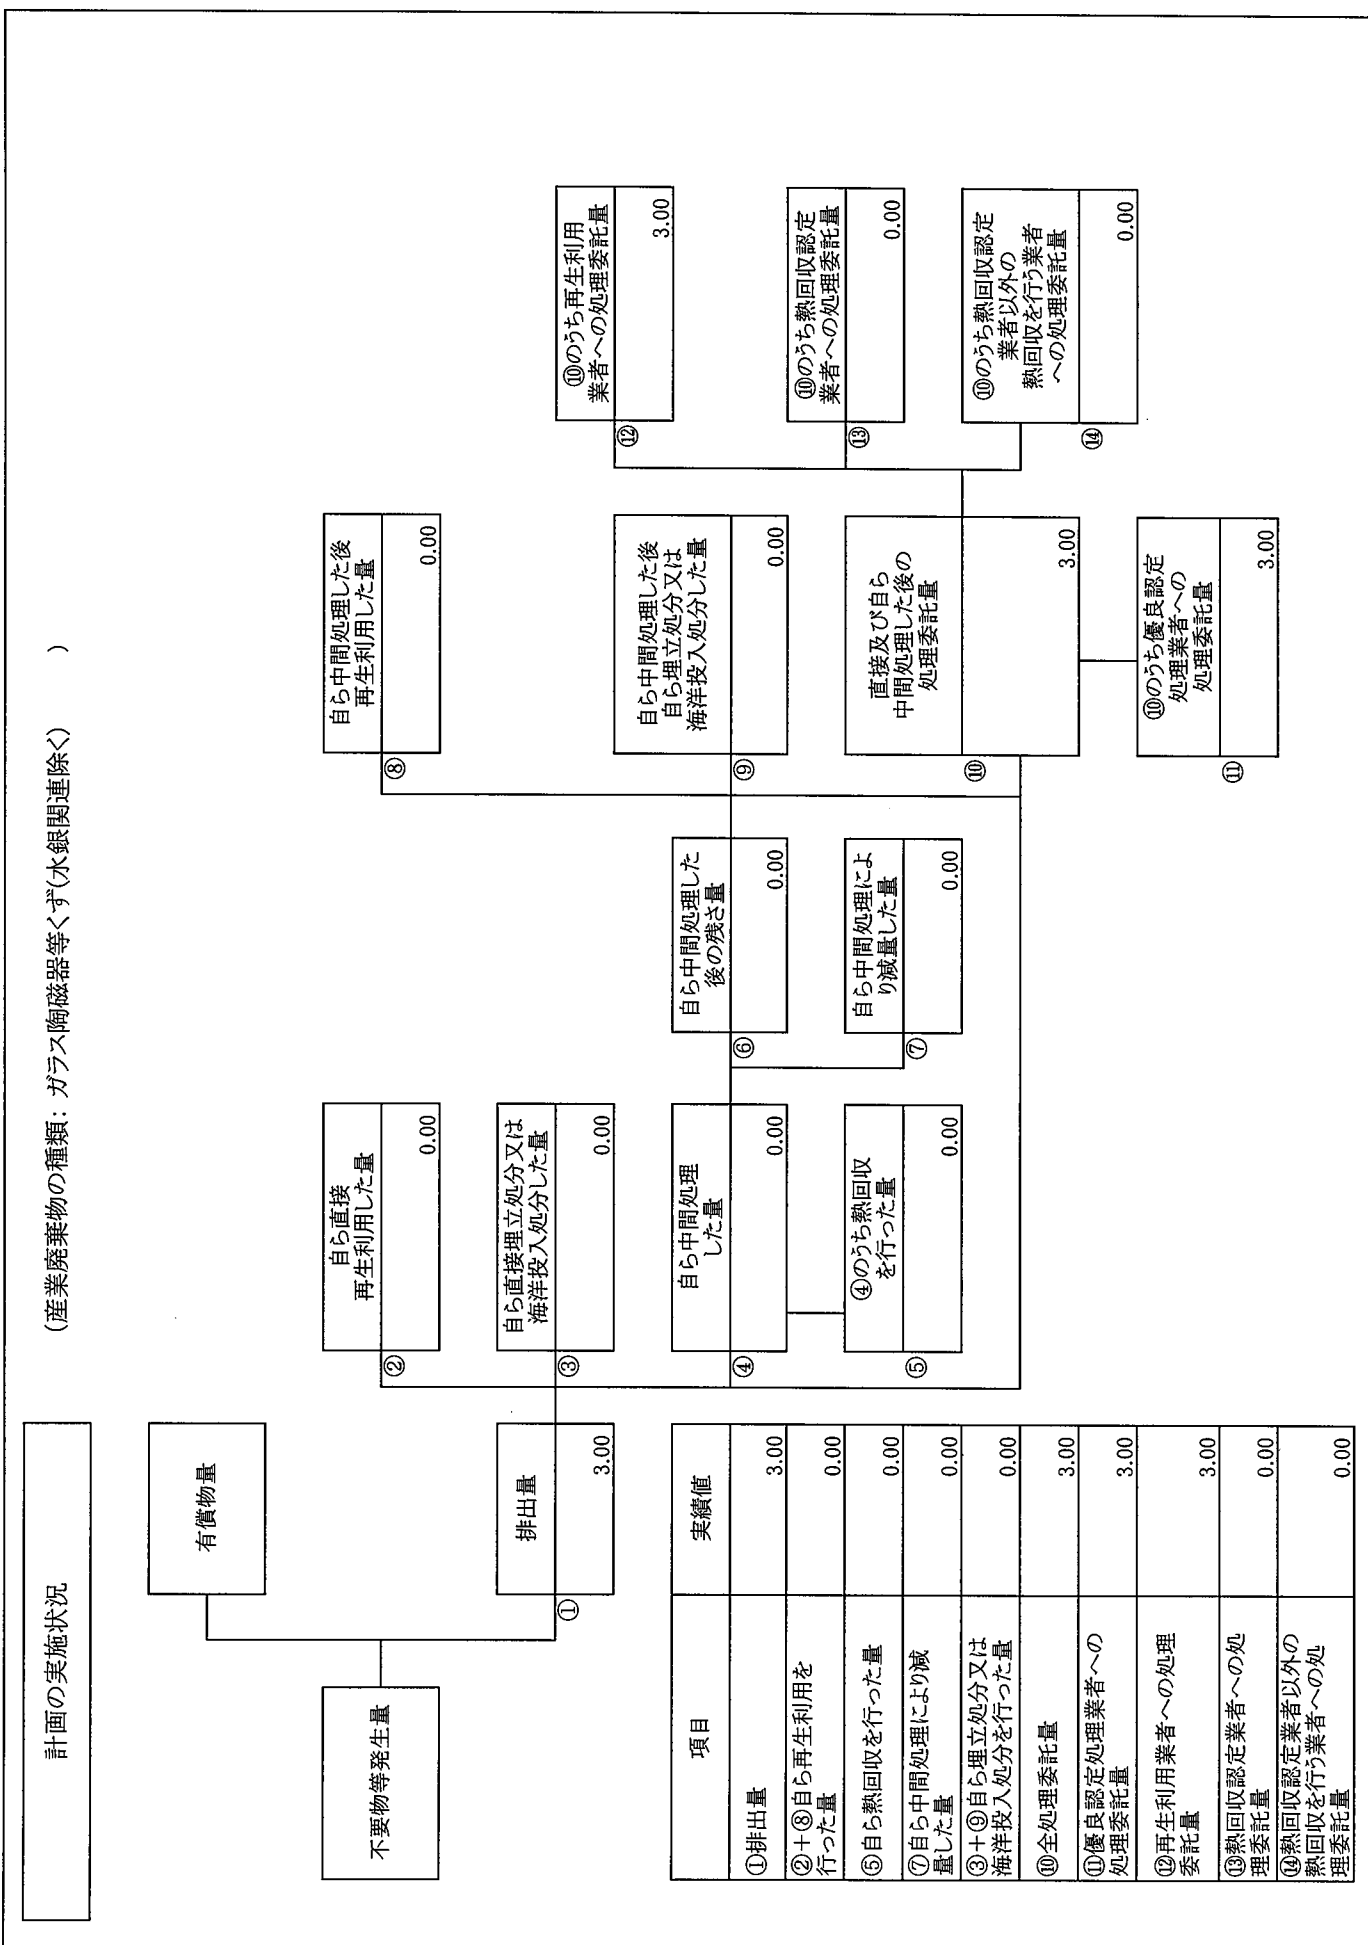 計画の実施状況
(産業廃棄物の種類：ガラス陶磁器等くず(水銀関連除く) )
不要物等発生量
有償物量
①
排出量
3.00
②
自ら直接
再生利用した量
0.00
③
自ら直接埋立処分又は
海洋投入処分した量
0.00
④
自ら中間処理
した量
0.00
⑤
④のうち熱回収
を行った量
0.00
⑥
自ら中間処理した
後の残さ量
0.00
⑦
自ら中間処理によ
り減量した量
0.00
⑧
自ら中間処理した後
再生利用した量
0.00
⑨
自ら中間処理した後
自ら埋立処分又は
海洋投入処分した量
0.00
⑩
直接及び自ら
中間処理した後の
処理委託量
3.00
⑪
⑩のうち優良認定
処理業者への
処理委託量
3.00
⑫
⑩のうち再生利用
業者への処理委託量
3.00
⑬
⑩のうち熱回収認定
業者への処理委託量
0.00
⑭
⑩のうち熱回収認定
業者以外の
熱回収を行う業者
への処理委託量
0.00
項目 実績値
①排出量 3.00
②＋⑧自ら再生利用を
行った量 0.00
⑤自ら熱回収を行った量 0.00
⑦自ら中間処理により減
量した量 0.00
③＋⑨自ら埋立処分又は
海洋投入処分を行った量 0.00
⑩全処理委託量 3.00
⑪優良認定処理業者への
処理委託量 3.00
⑫再生利用業者への処理
委託量 3.00
⑬熱回収認定業者への処
理委託量 0.00
⑭熱回収認定業者以外の
熱回収を行う業者への処
理委託量 0.00